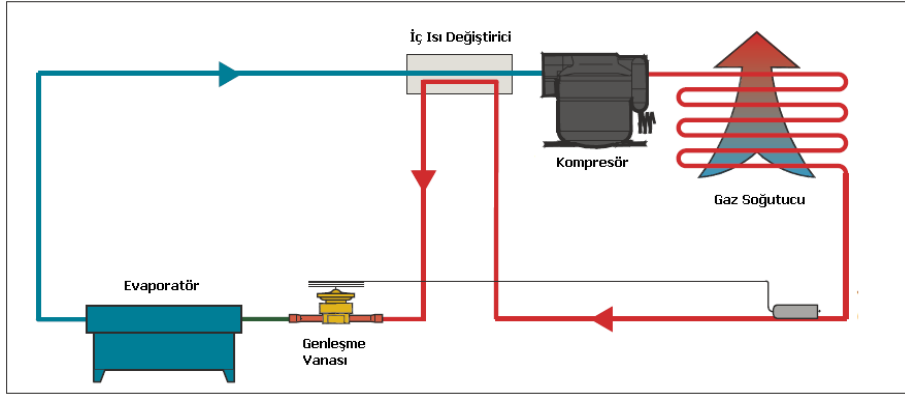 İç Isı Değiştirici
Kompresör
Gaz Soğutucu
Evaporatör
Genleşme
Vanası